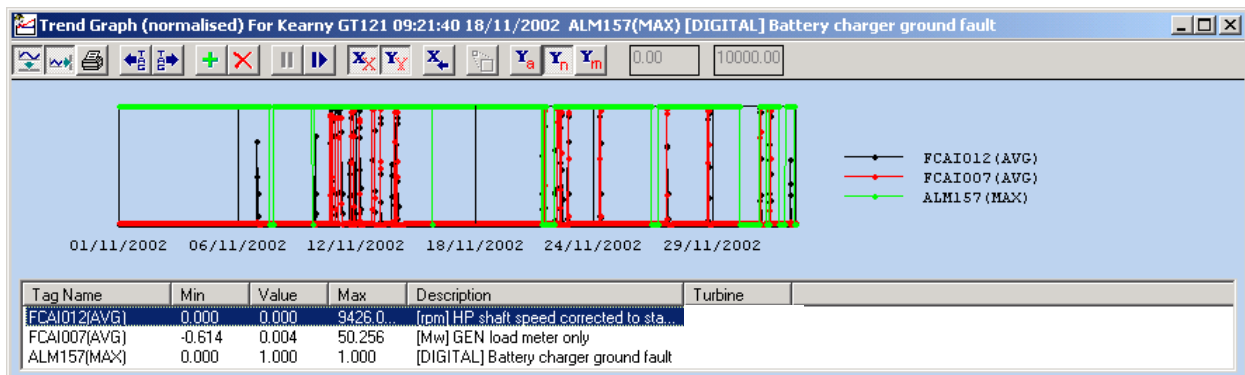 Trend Graph (normalised) For Kearny GT121 09:21:40 18/11/2002 ALM157(MAX) [DIGITAL] Battery charger ground fault
XX YY X Ya Yn Ym 0.00 10000.00
FCAI012(AVG)
FCAI007(AVG)
ALM157(MAX)
01/11/2002 06/11/2002 12/11/2002 18/11/2002 24/11/2002 29/11/2002
Tag Name Min Value Max Description Turbine
FCAI012(AVG) 0.000 0.000 9426.0... [rpm] HP shaft speed corrected to sta...
FCAI007(AVG) -0.614 0.004 50.256 [Mw] GEN load meter only
ALM157(MAX) 0.000 1.000 1.000 [DIGITAL] Battery charger ground fault